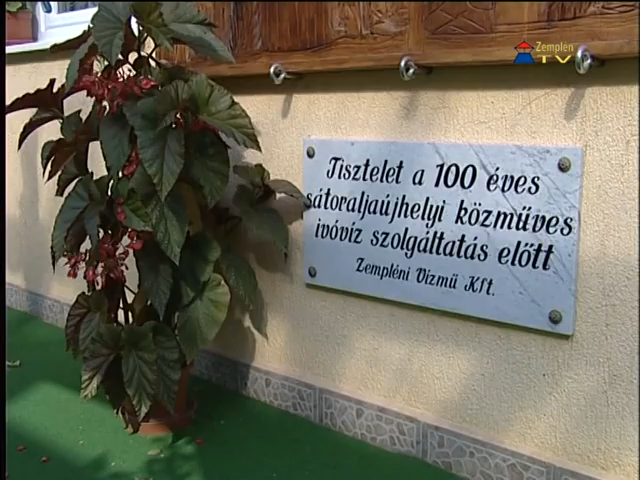 Zemplén
TV
Tisztelet a 100 éves
sátoraljaújhelyi közműves
ivóvíz szolgáltatás előtt
Zempléni Vízmű Kft.